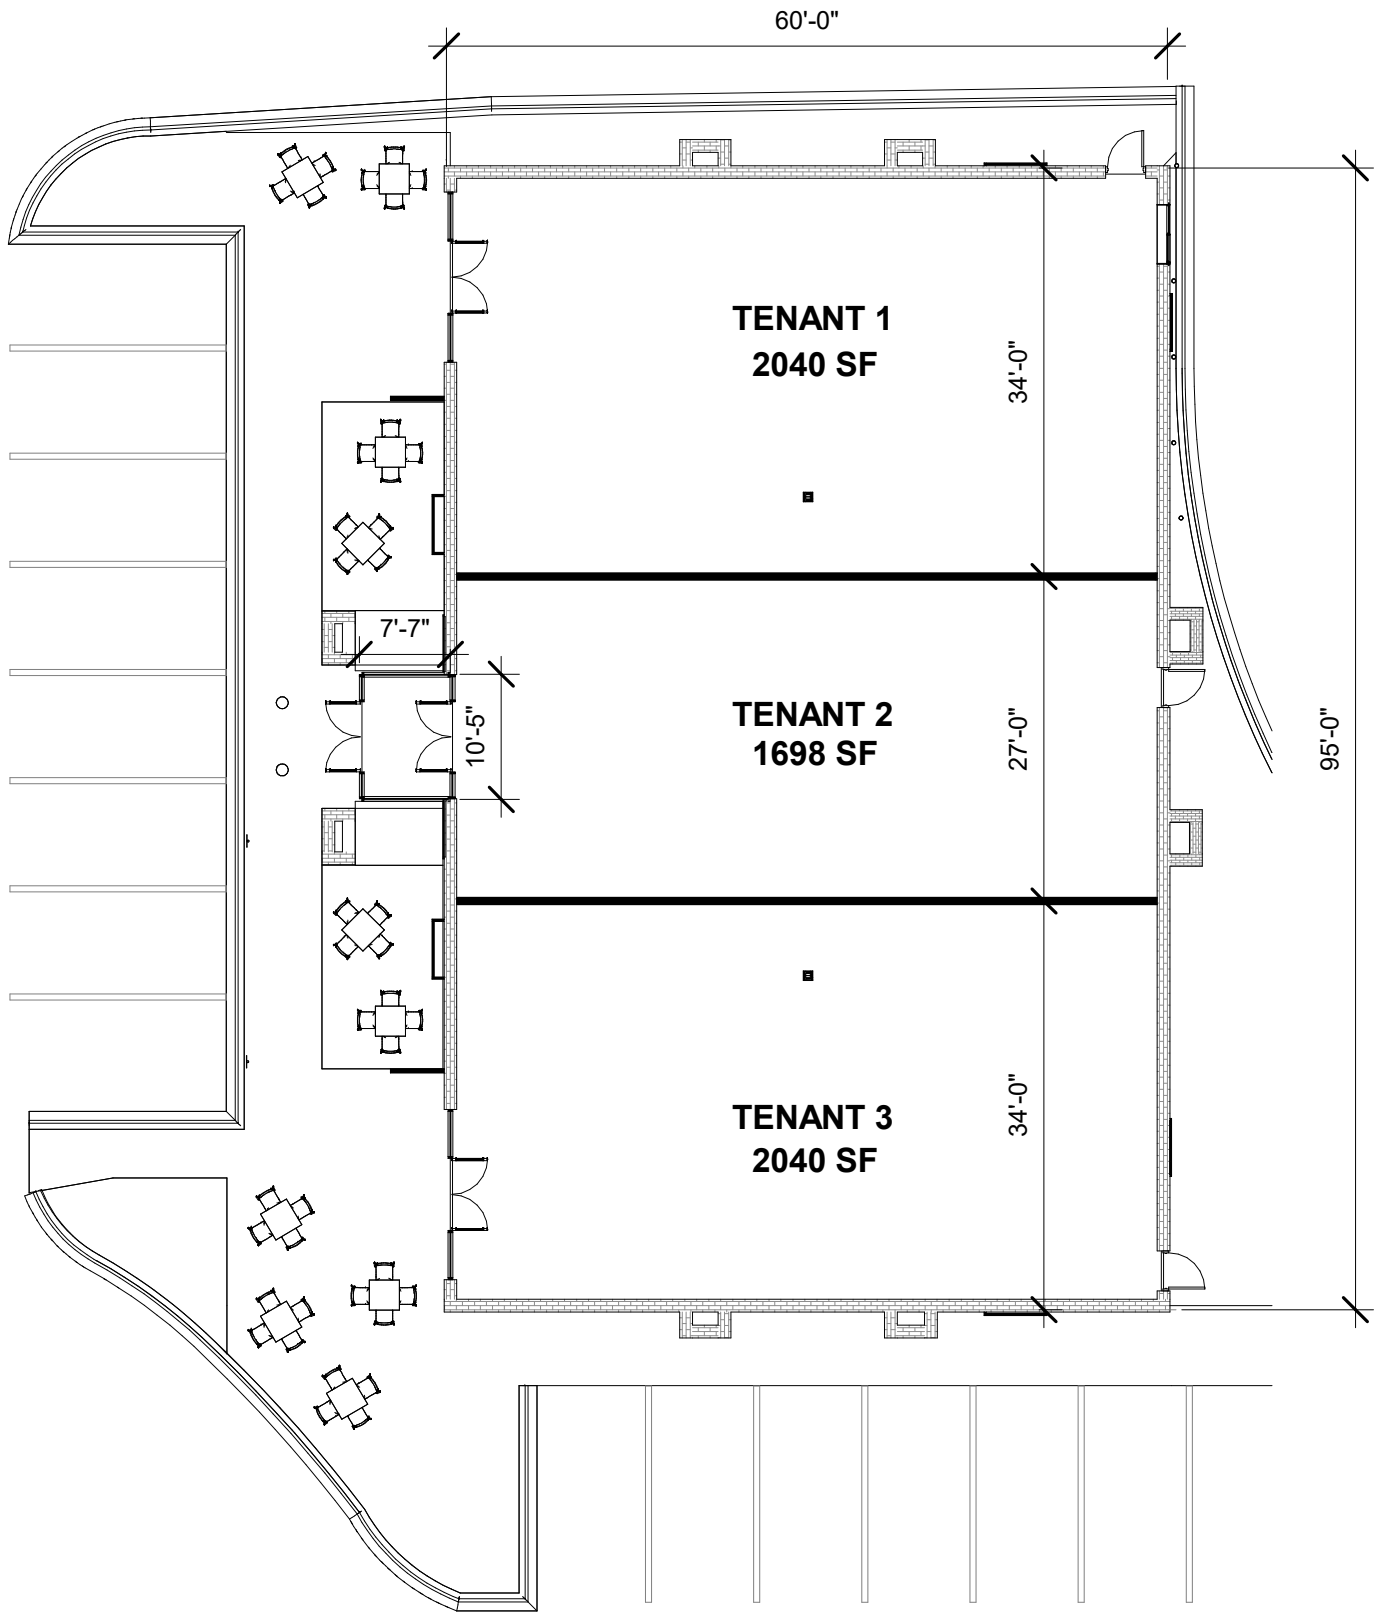 60'-0"
TENANT 1
2040 SF
34'-0"
7'-7"
10'-5"
TENANT 2
1698 SF
27'-0"
95'-0"
TENANT 3
2040 SF
34'-0"